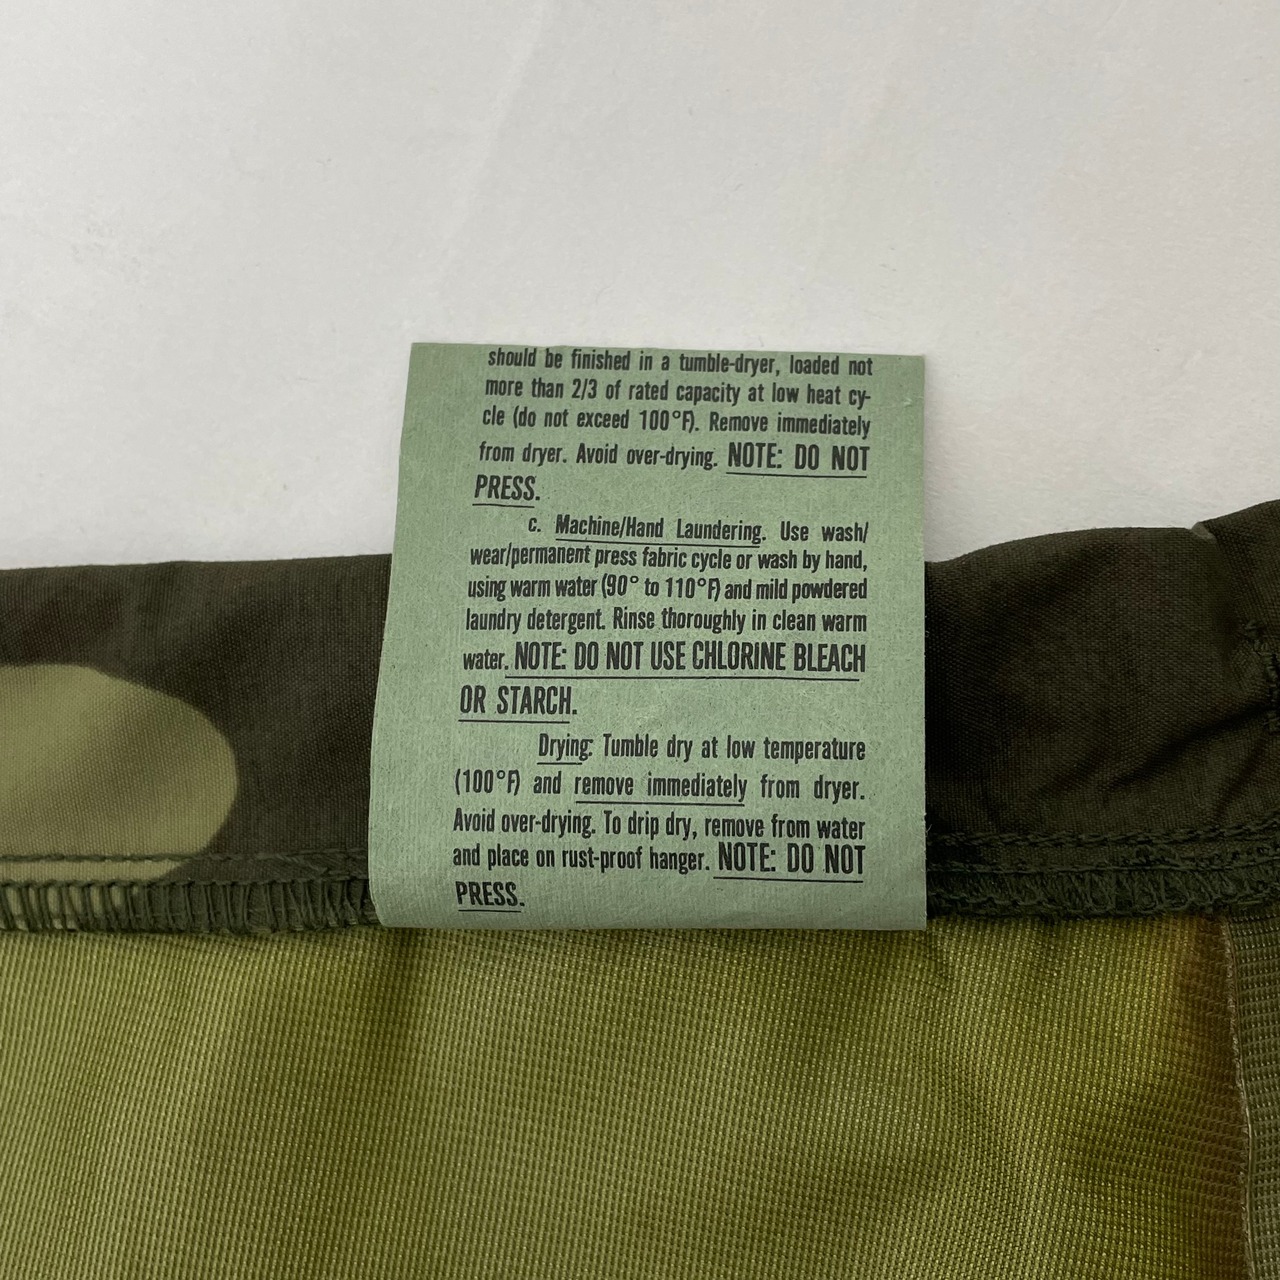 should be finished in a tumble-dryer, loaded not
more than 2/3 of rated capacity at low heat cy-
cle (do not exceed 100°F). Remove immediately
from dryer. Avoid over-drying. NOTE: DO NOT
PRESS.
c. Machine/Hand Laundering. Use wash/
wear/permanent press fabric cycle or wash by hand,
using warm water (90° to 110°F) and mild powdered
laundry detergent. Rinse thoroughly in clean warm
water. NOTE: DO NOT USE CHLORINE BLEACH
OR STARCH.
Drying: Tumble dry at low temperature
(100°F) and remove immediately from dryer.
Avoid over-drying. To drip dry, remove from water
and place on rust-proof hanger. NOTE: DO NOT
PRESS.